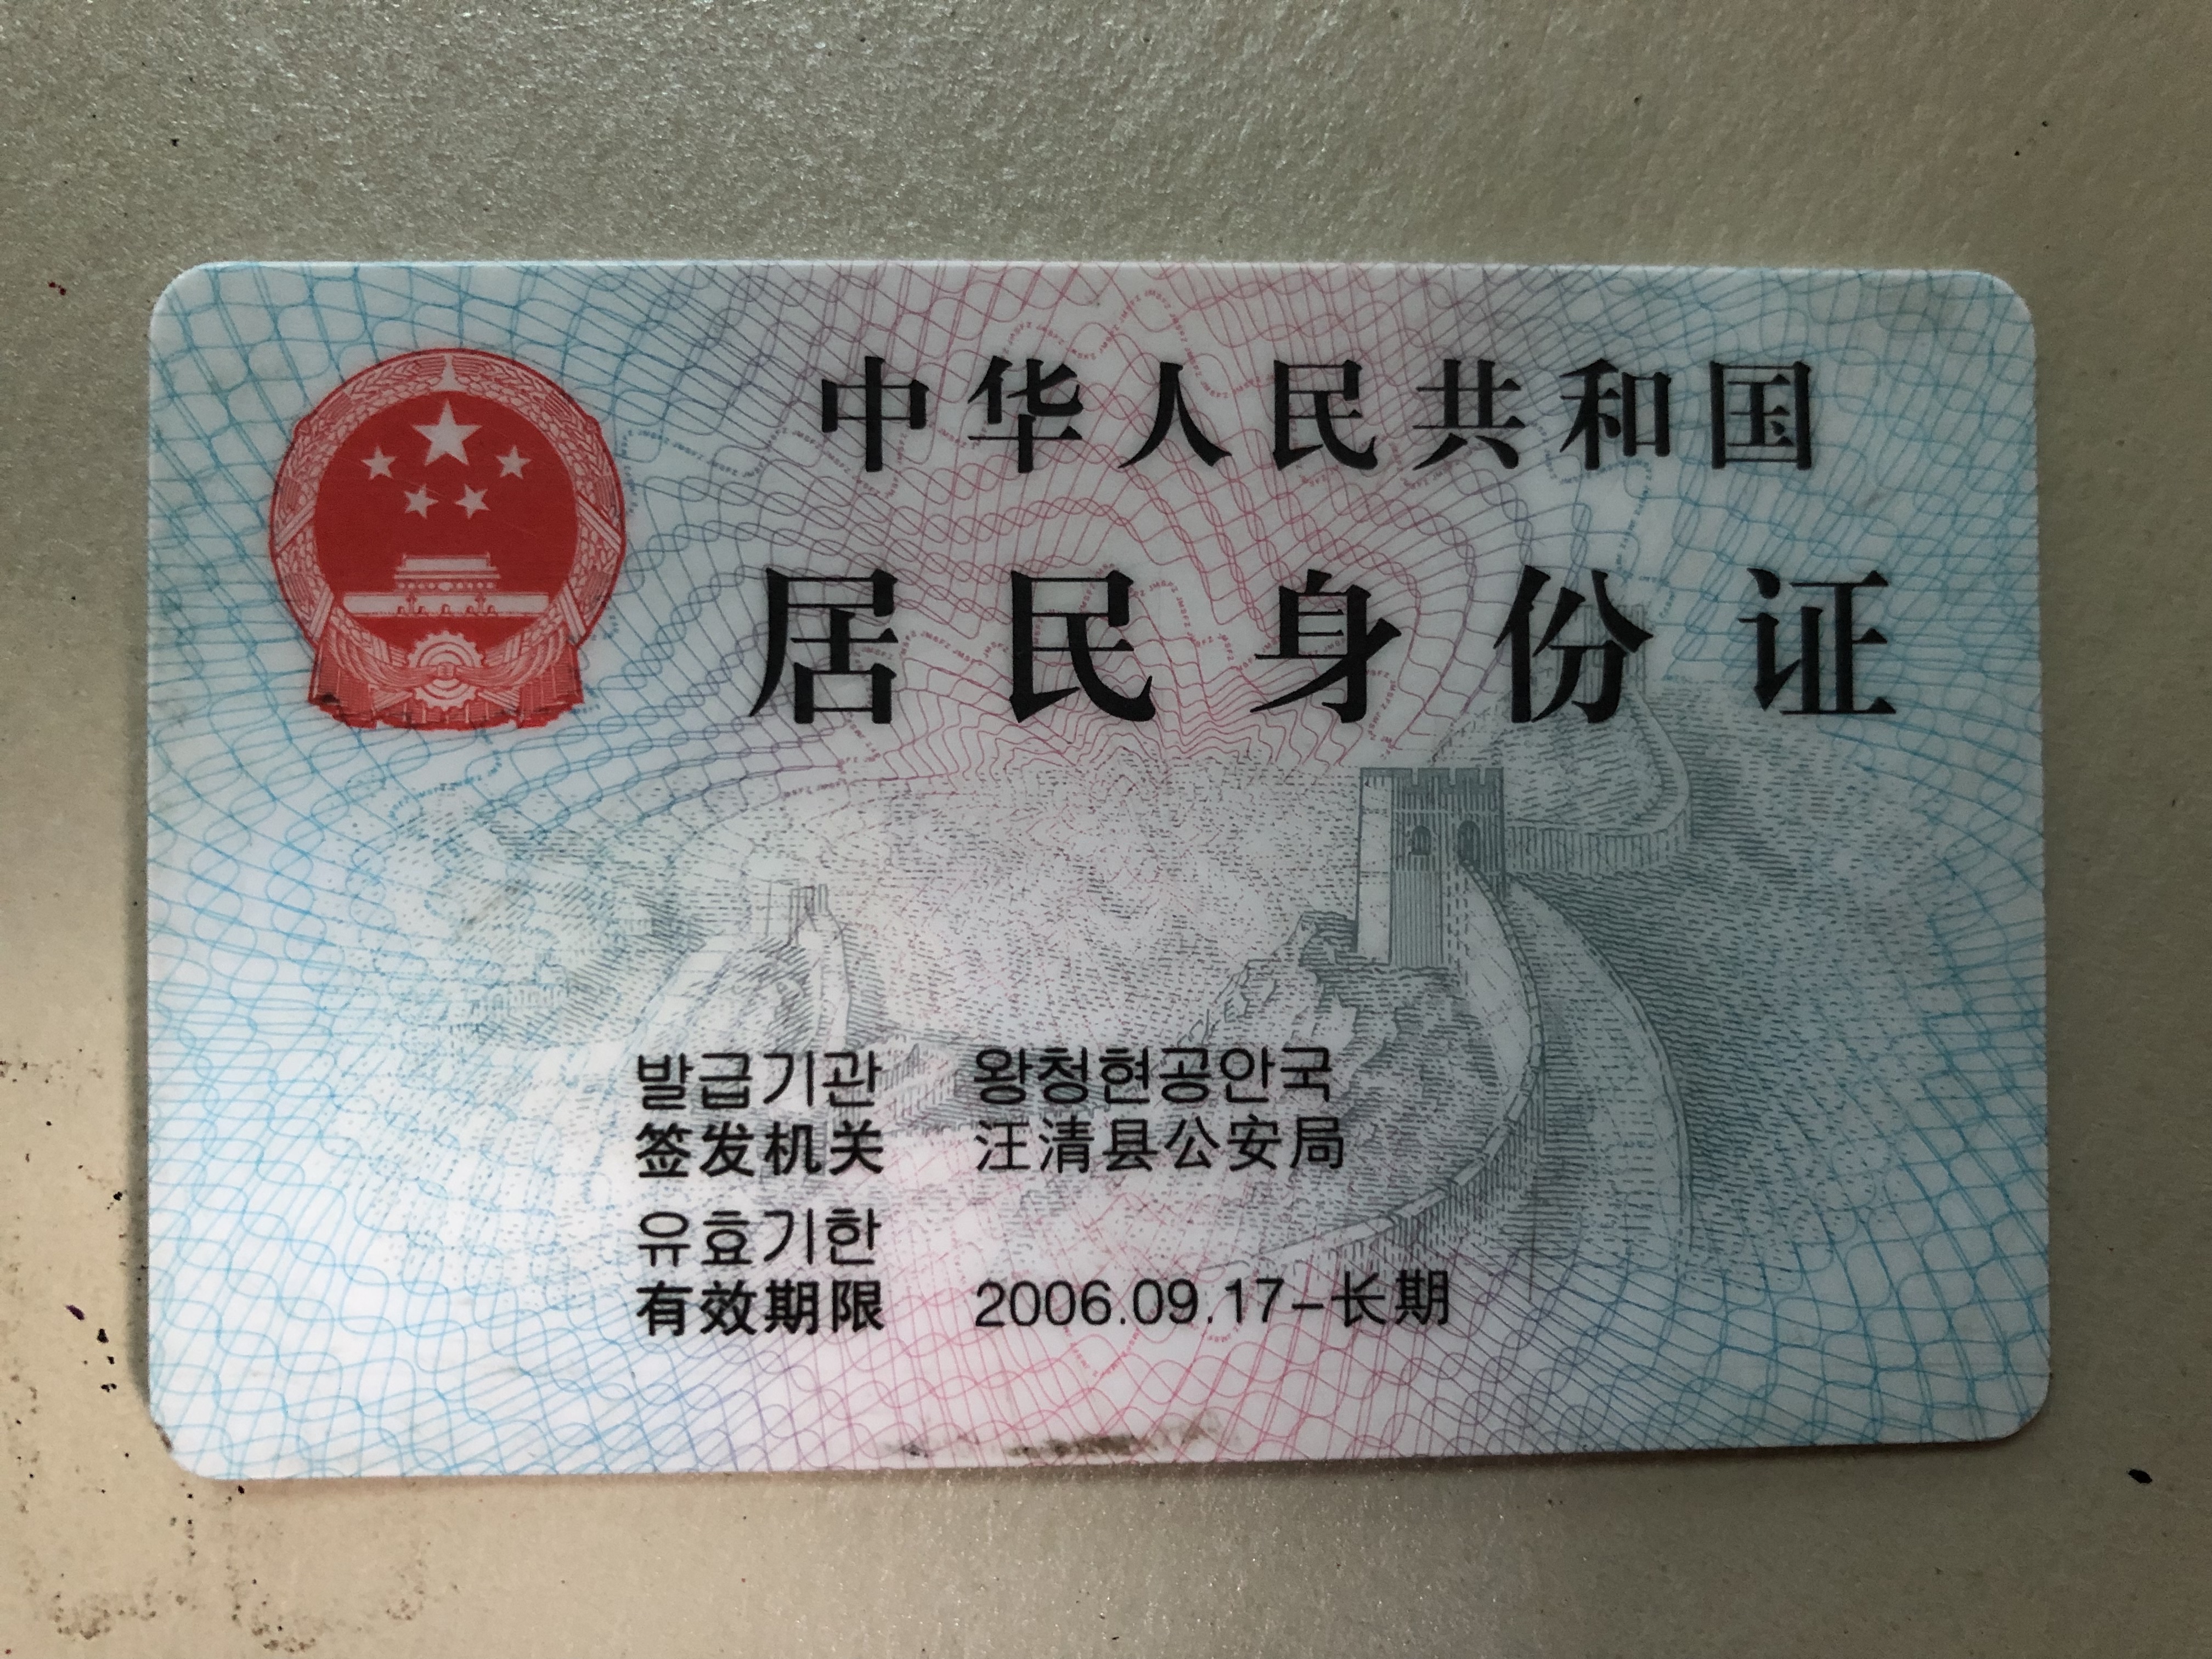 中华人民共和国
居民身份证
발급기관 왕청현공안국
签发机关 汪清县公安局
유효기한
有效期限 2006.09.17-长期